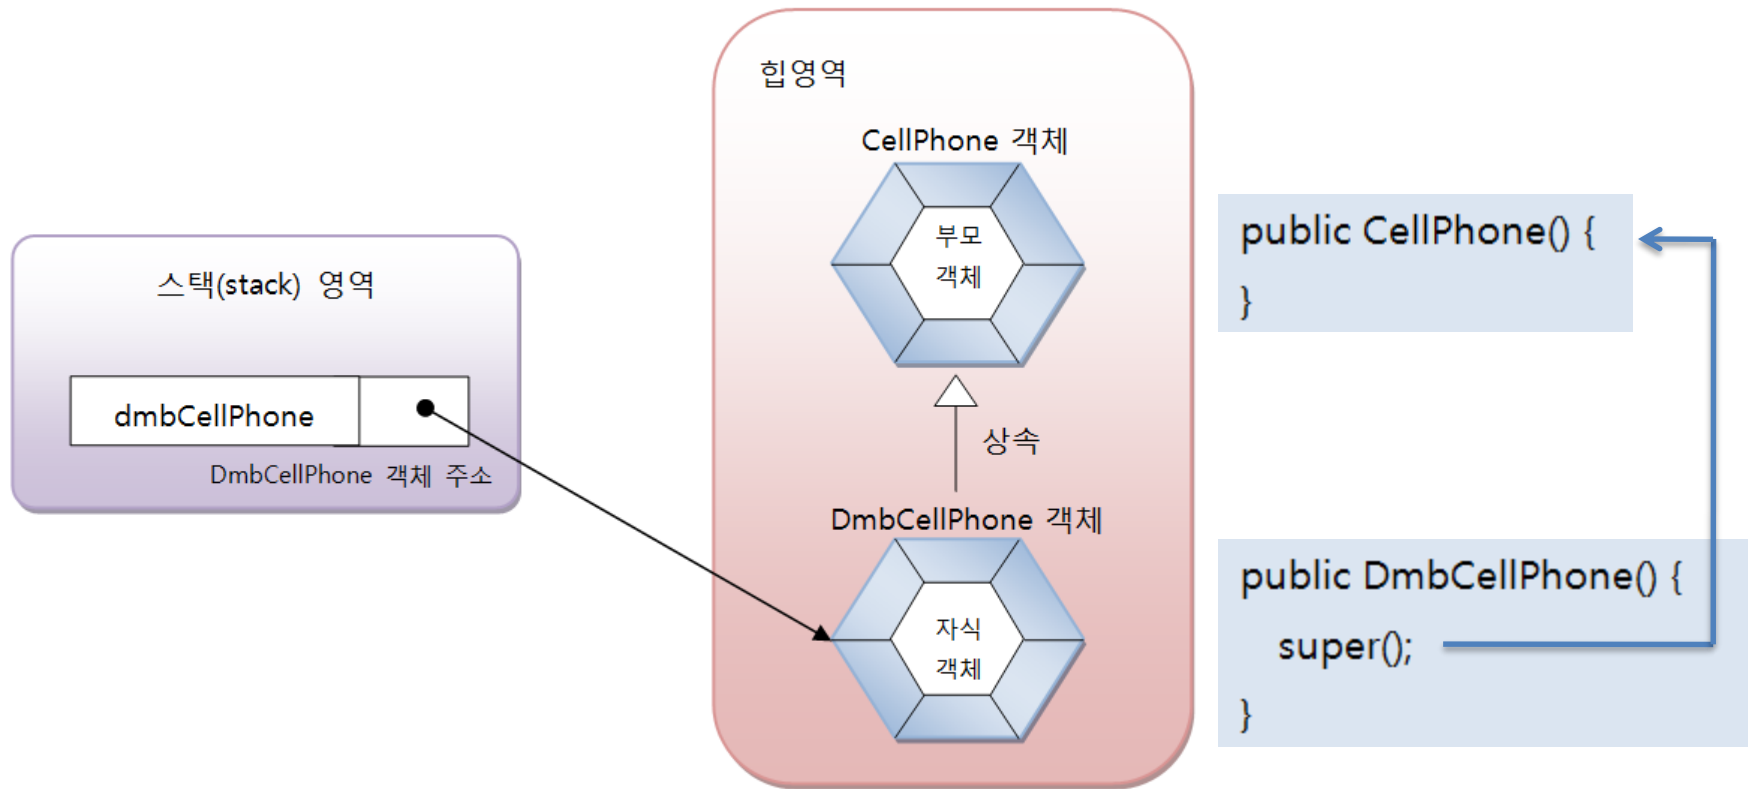 힙영역
CellPhone 객체
부모
객체
public CellPhone() {
}
스택(stack) 영역
dmbCellPhone
DmbCellPhone 객체 주소
상속
DmbCellPhone 객체
자식
객체
public DmbCellPhone() {
super();
}